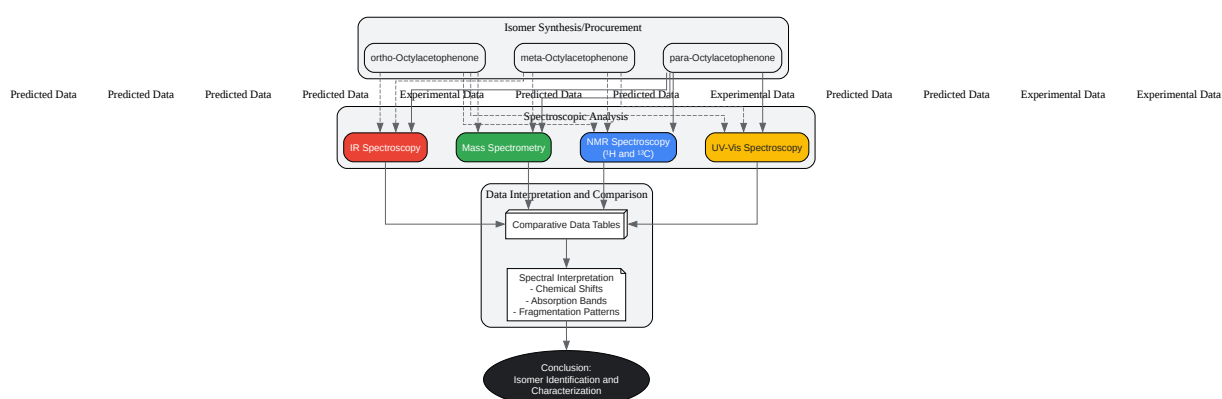 Isomer Synthesis/Procurement
ortho-Octylacetophenone
meta-Octylacetophenone
para-Octylacetophenone
Predicted Data
Predicted Data
Predicted Data
Predicted Data
Experimental Data
Predicted Data
Predicted Data
Experimental Data
Predicted Data
Predicted Data
Experimental Data
Experimental Data
Spectroscopic Analysis
IR Spectroscopy
Mass Spectrometry
NMR Spectroscopy
(¹H and ¹³C)
UV-Vis Spectroscopy
Data Interpretation and Comparison
Comparative Data Tables
Spectral Interpretation
- Chemical Shifts
- Absorption Bands
- Fragmentation Patterns
Conclusion:
Isomer Identification and
Characterization